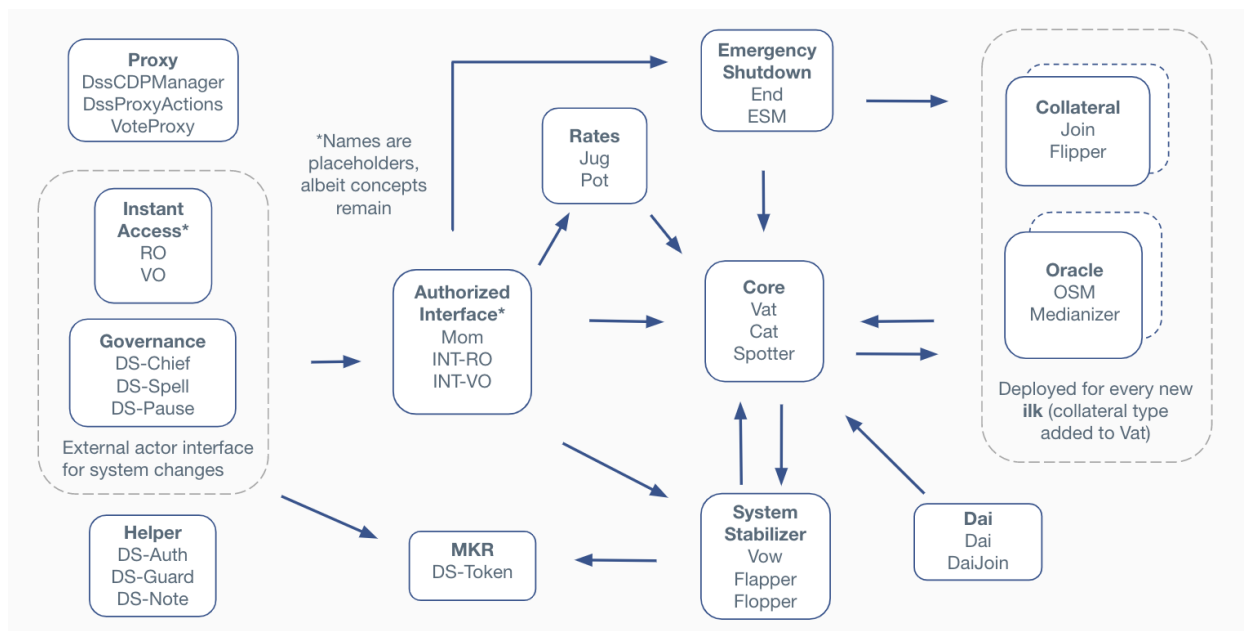 Proxy
DssCDPManager
DssProxyActions
VoteProxy
Instant
Access*
RO
VO
Governance
DS-Chief
DS-Spell
DS-Pause
External actor interface
for system changes
Helper
DS-Auth
DS-Guard
DS-Note
*Names are
placeholders,
albeit concepts
remain
Authorized
Interface*
Mom
INT-RO
INT-VO
MKR
DS-Token
Rates
Jug
Pot
Emergency
Shutdown
End
ESM
Core
Vat
Cat
Spotter
System
Stabilizer
Vow
Flapper
Flopper
Collateral
Join
Flipper
Oracle
OSM
Medianizer
Deployed for every new
ilk (collateral type
added to Vat)
Dai
Dai
DaiJoin